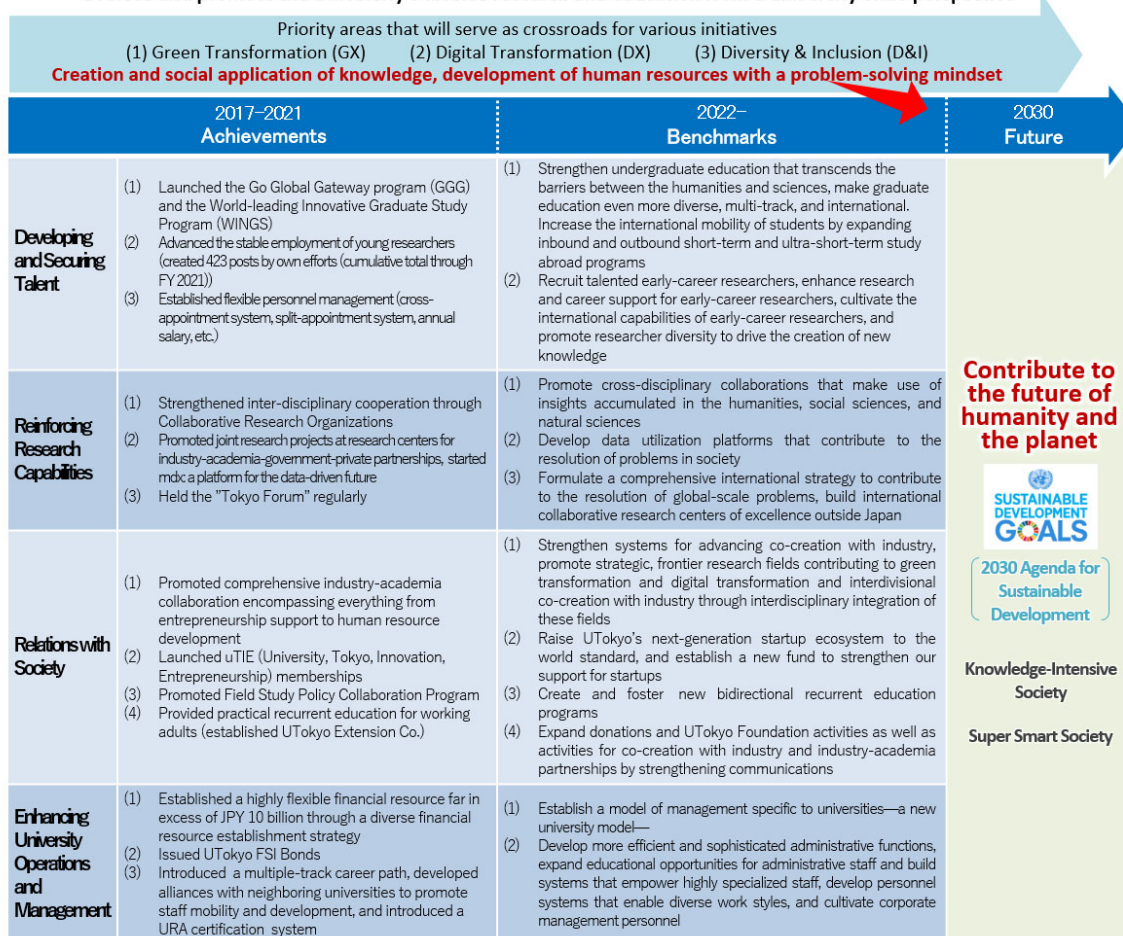 Priority areas that will serve as crossroads for various initiatives
(1) Green Transformation (GX) (2) Digital Transformation (DX) (3) Diversity & Inclusion (D&I)
Creation and social application of knowledge, development of human resources with a problem-solving mindset
2017-2021
Achievements
2022-
Benchmarks
2030
Future
Developing
and Securing
Talent
(1) Launched the Go Global Gateway program (GGG)
and the World-leading Innovative Graduate Study
Program (WINGS)
(2) Advanced the stable employment of young researchers
(created 423 posts by own efforts (cumulative total through
FY 2021))
(3) Established flexible personnel management (cross-
appointment system, split-appointment system, annual
salary, etc.)
(1) Strengthen undergraduate education that transcends the
barriers between the humanities and sciences, make graduate
education even more diverse, multi-track, and international.
Increase the international mobility of students by expanding
inbound and outbound short-term and ultra-short-term study
abroad programs
(2) Recruit talented early-career researchers, enhance research
and career support for early-career researchers, cultivate the
international capabilities of early-career researchers, and
promote researcher diversity to drive the creation of new
knowledge
Reinforcing
Research
Capabilities
(1) Strengthened inter-disciplinary cooperation through
Collaborative Research Organizations
(2) Promoted joint research projects at research centers for
industry-academia-government-private partnerships, started
mdx: a platform for the data-driven future
(3) Held the "Tokyo Forum" regularly
(1) Promote cross-disciplinary collaborations that make use of
insights accumulated in the humanities, social sciences, and
natural sciences
(2) Develop data utilization platforms that contribute to the
resolution of problems in society
(3) Formulate a comprehensive international strategy to contribute
to the resolution of global-scale problems, build international
collaborative research centers of excellence outside Japan
Relations with
Society
(1) Promoted comprehensive industry-academia
collaboration encompassing everything from
entrepreneurship support to human resource
development
(2) Launched uTIE (University, Tokyo, Innovation,
Entrepreneurship) memberships
(3) Promoted Field Study Policy Collaboration Program
(4) Provided practical recurrent education for working
adults (established UTokyo Extension Co.)
(1) Strengthen systems for advancing co-creation with industry,
promote strategic, frontier research fields contributing to green
transformation and digital transformation and interdivisional
co-creation with industry through interdisciplinary integration of
these fields
(2) Raise UTokyo's next-generation startup ecosystem to the
world standard, and establish a new fund to strengthen our
support for startups
(3) Create and foster new bidirectional recurrent education
programs
(4) Expand donations and UTokyo Foundation activities as well as
activities for co-creation with industry and industry-academia
partnerships by strengthening communications
Enhancing
University
Operations
and
Management
(1) Established a highly flexible financial resource far in
excess of JPY 10 billion through a diverse financial
resource establishment strategy
(2) Issued UTokyo FSI Bonds
(3) Introduced a multiple-track career path, developed
alliances with neighboring universities to promote
staff mobility and development, and introduced a
URA certification system
(1) Establish a model of management specific to universities—a new
university model—
(2) Develop more efficient and sophisticated administrative functions,
expand educational opportunities for administrative staff and build
systems that empower highly specialized staff, develop personnel
systems that enable diverse work styles, and cultivate corporate
management personnel
Contribute to
the future of
humanity and
the planet
SUSTAINABLE
DEVELOPMENT
GOALS
2030 Agenda for
Sustainable
Development
Knowledge-Intensive
Society
Super Smart Society